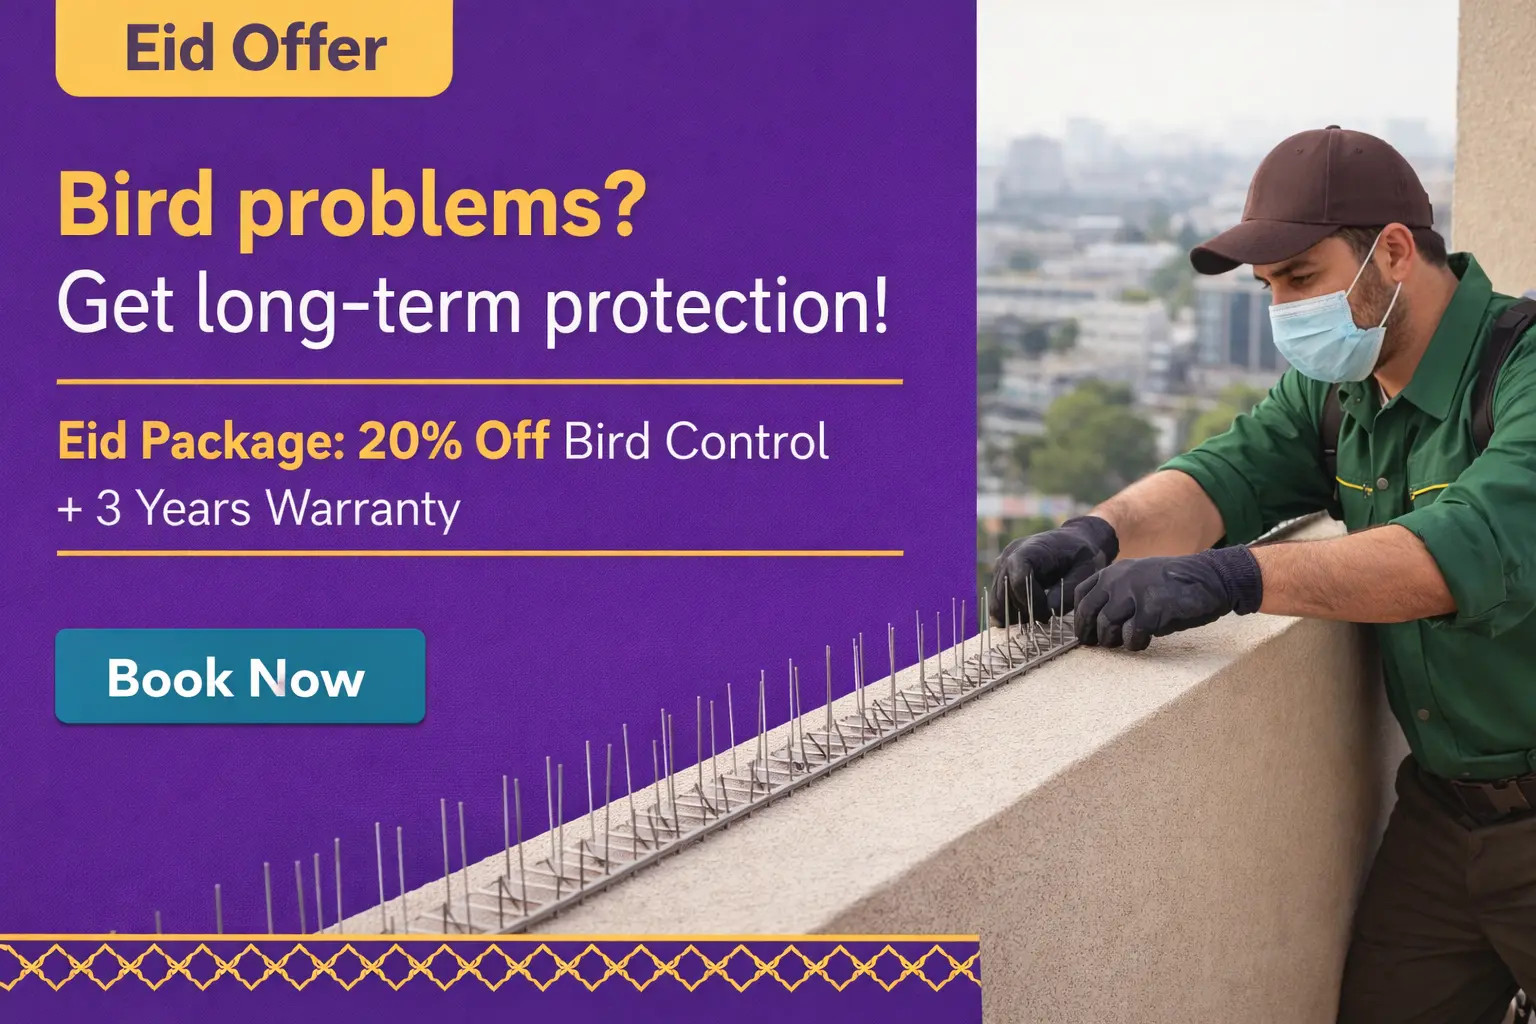 Eid Offer
Bird problems?
Get long-term protection!
Eid Package: 20% Off Bird Control
+ 3 Years Warranty
Book Now